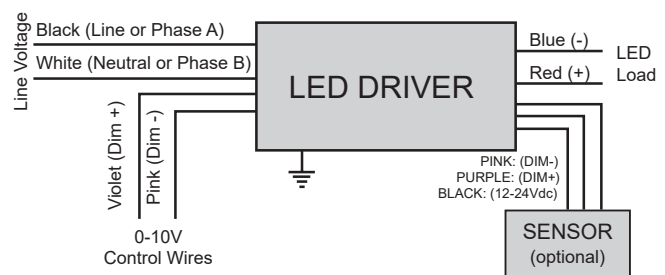 Line Voltage
Black (Line or Phase A)
White (Neutral or Phase B)
Violet (Dim +)
Pink (Dim -)
0-10V
Control Wires
LED DRIVER
Blue (-)
Red (+)
LED
Load
PINK: (DIM-)
PURPLE: (DIM+)
BLACK: (12-24Vdc)
SENSOR
(optional)